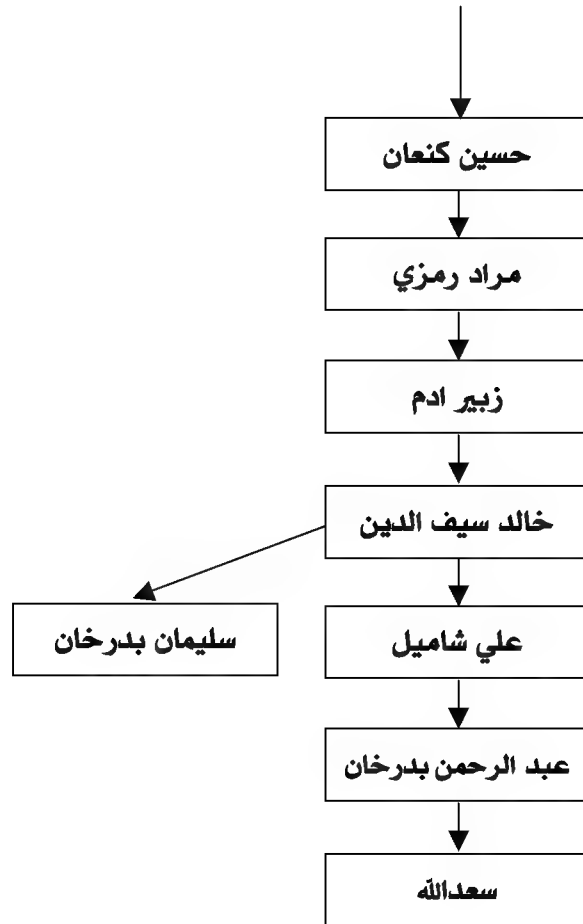 حسين كنعان
مراد رمزي
زبير ادم
خالد سيف الدين
علي شاميل
سليمان بدرخان
عبد الرحمن بدرخان
سعدالله